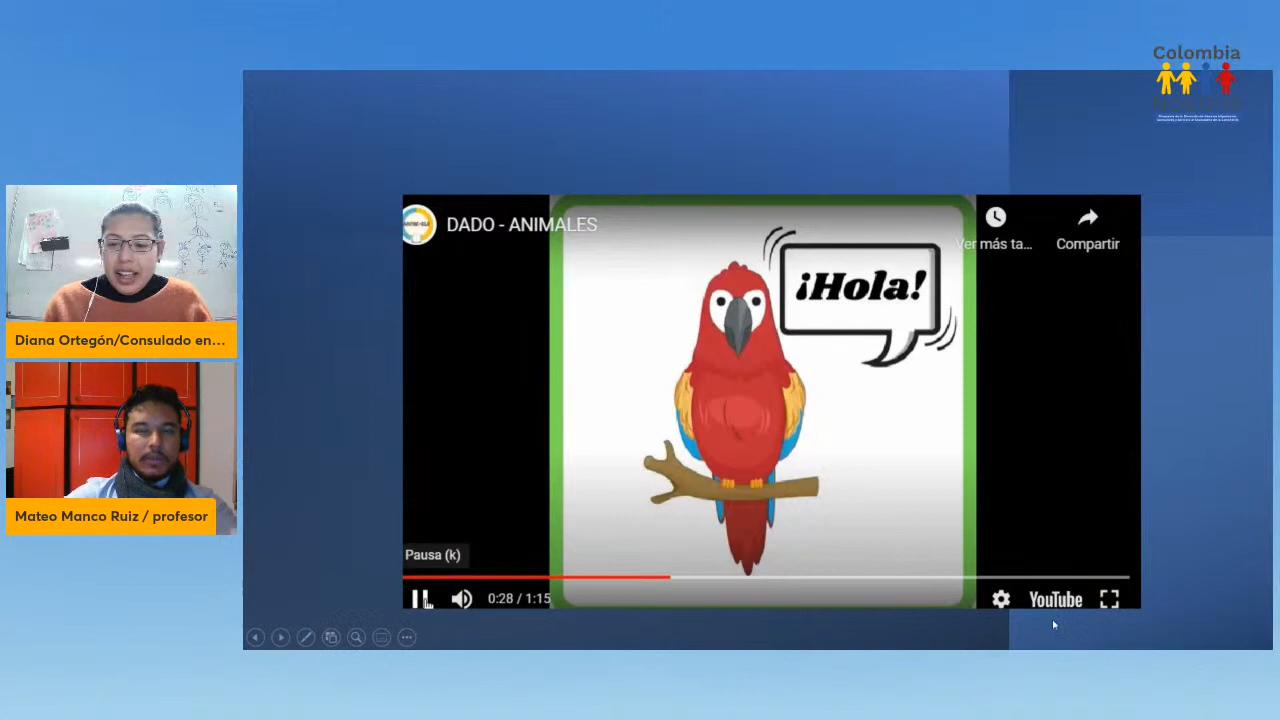 Colombia
DADO - ANIMALES
Ver más ta...
Compartir
¡Hola!
Diana Ortegón/Consulado en...
Mateo Manco Ruiz / profesor
Pausa (k)
0:28 / 1:15
YouTube